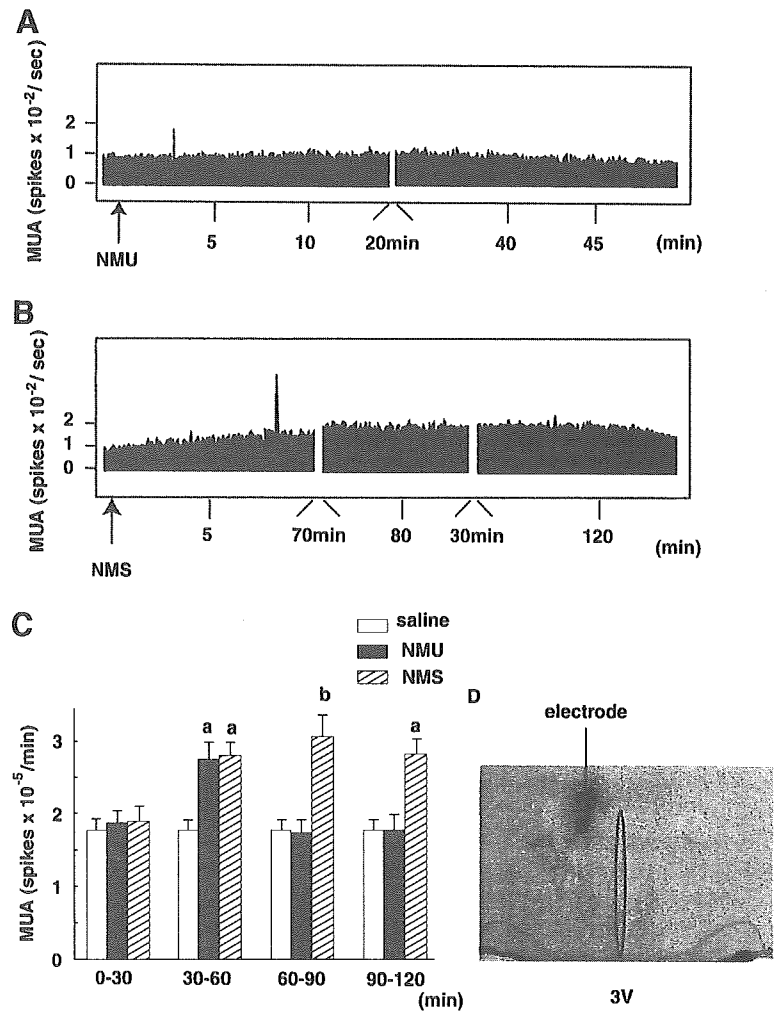 A
MUA (spikes x 10-2/ sec)
2
1
0
5 10 20min 40 45 (min)
NMU
B
MUA (spikes x 10-2/ sec)
2
1
0
5 70min 80 30min 120
(min)
NMS
C
saline
NMU
NMS
MUA (spikes x 10-5/min)
3
2
1
0
a a b a
0-30 30-60 60-90 90-120
(min)
D
electrode
3V